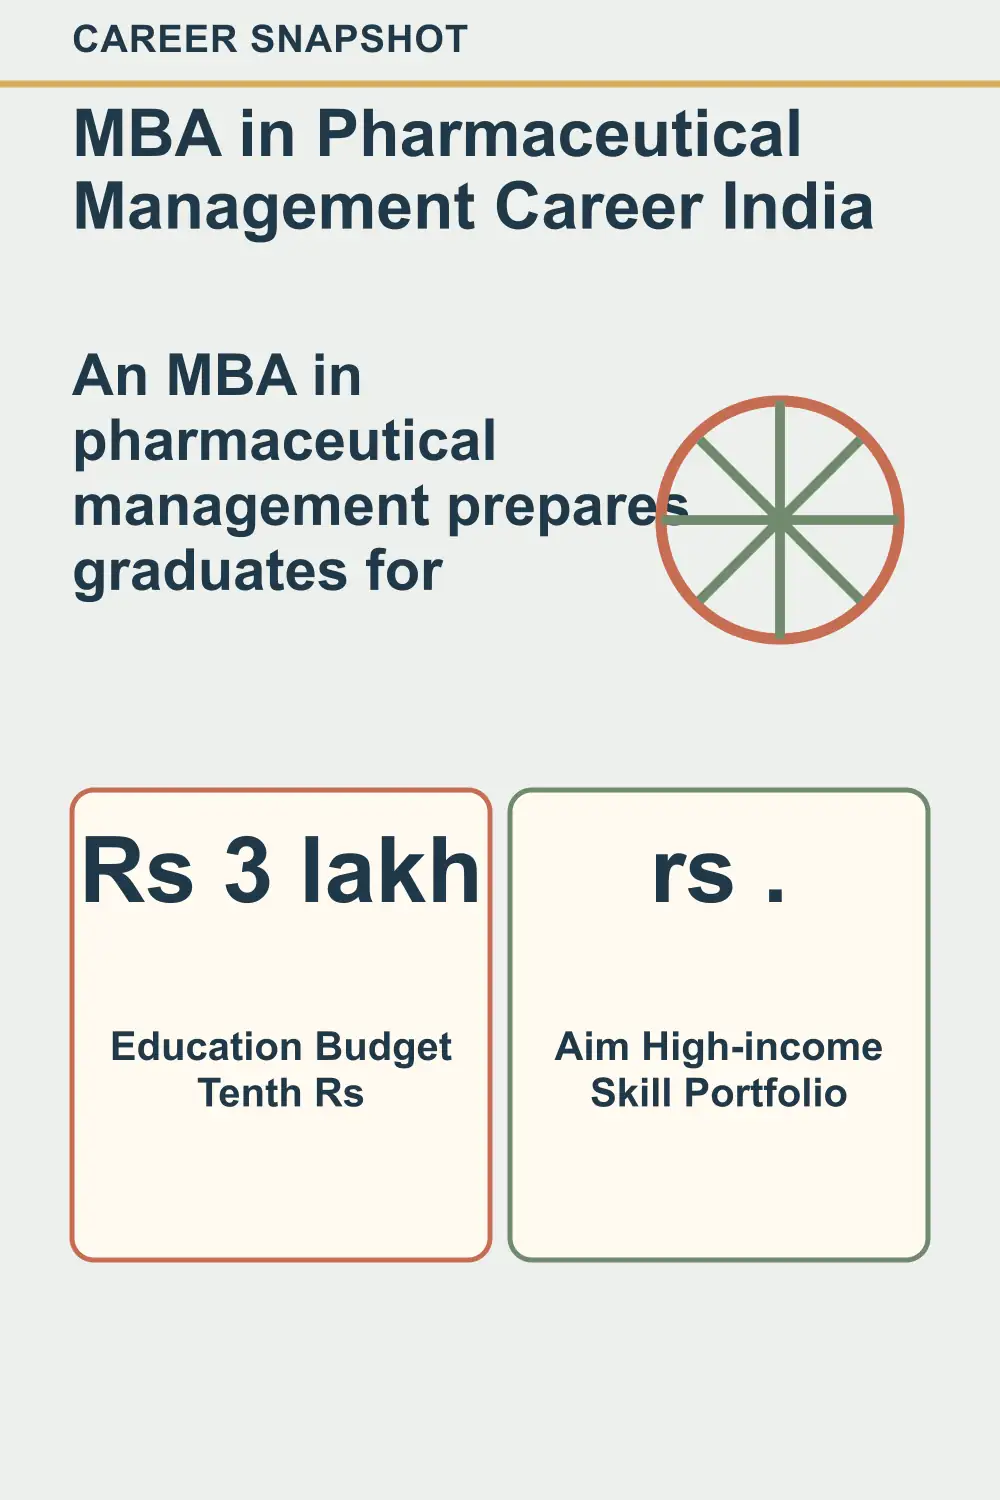 CAREER SNAPSHOT
MBA in Pharmaceutical
Management Career India
An MBA in
pharmaceutical
management prepares
graduates for
Rs 3 lakh
Education Budget
Tenth Rs
rs .
Aim High-income
Skill Portfolio